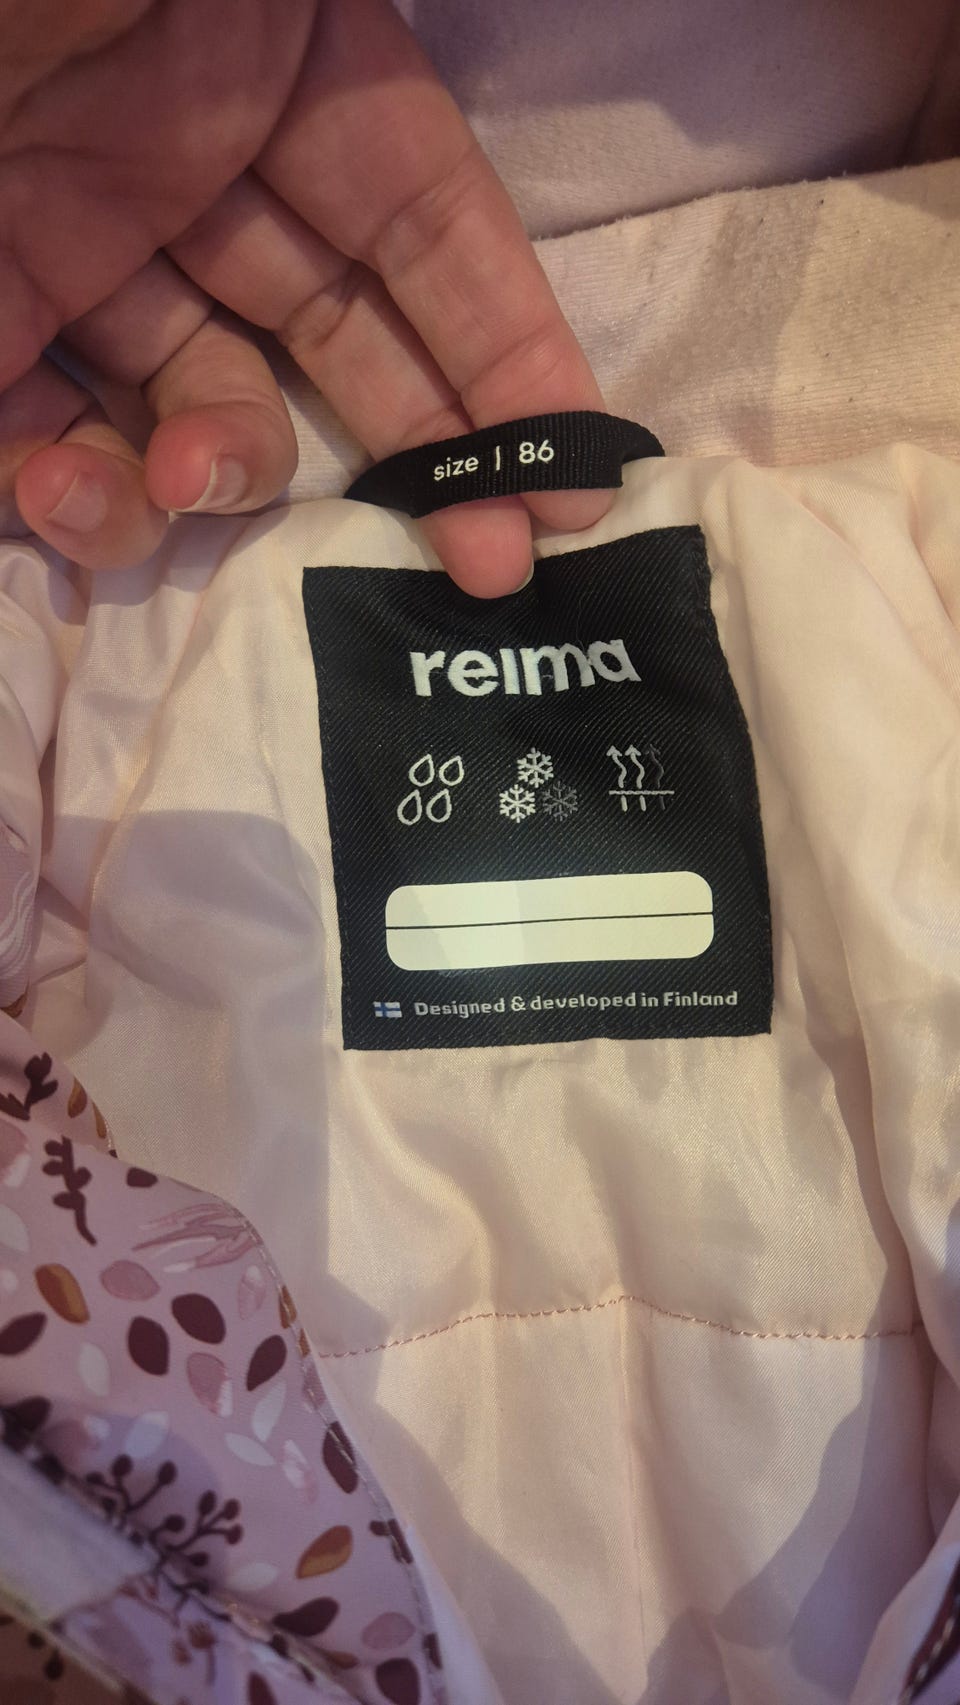 size | 86
reima
Designed & developed in Finland